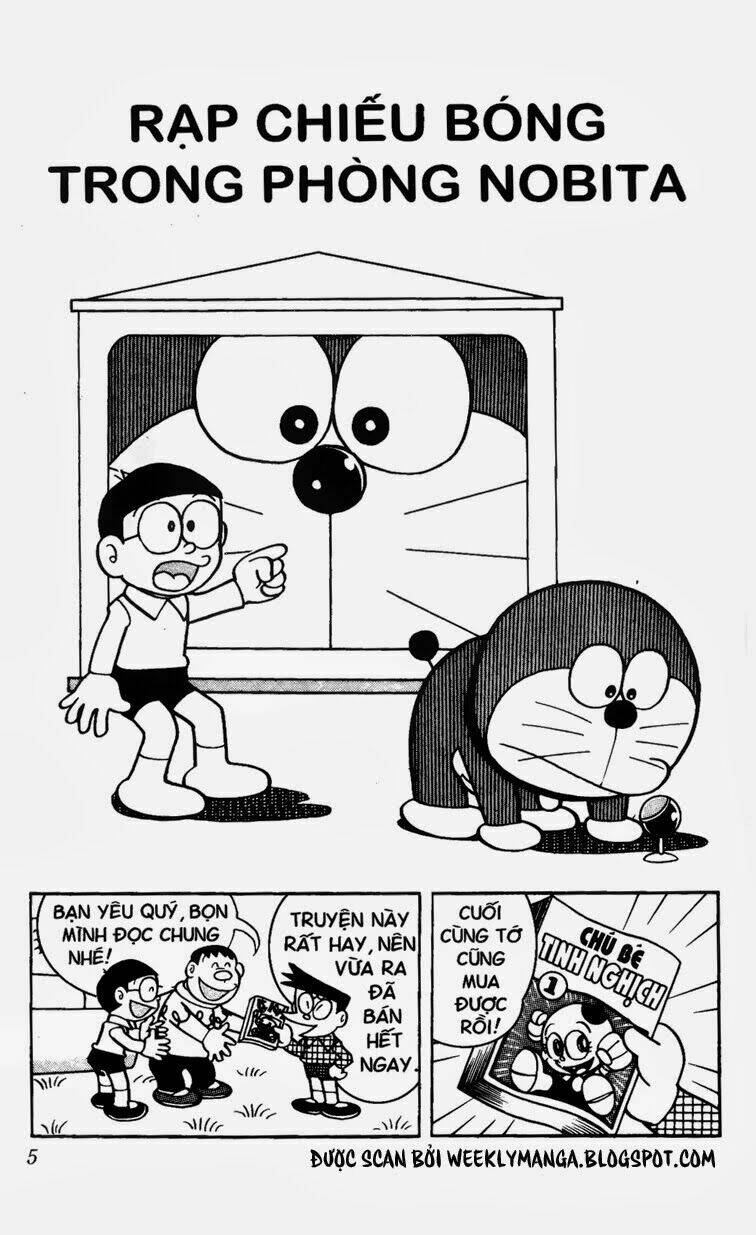 RẠP CHIẾU BÓNG
TRONG PHÒNG NOBITA
CUỐI
CÙNG TỚ
CŨNG
MUA
ĐƯỢC
RỒI!
CHÚ BÉ
TINH NGHỊCH
1
TRUYỆN NÀY
RẤT HAY, NÊN
VỪA RA
ĐÃ
BÁN
HẾT
NGAY.
BẠN YÊU QUÝ, BỌN
MÌNH ĐỌC CHUNG
NHÉ!
5
ĐƯỢC SCAN BỞI WEEKLYMANGA.BLOGSPOT.COM